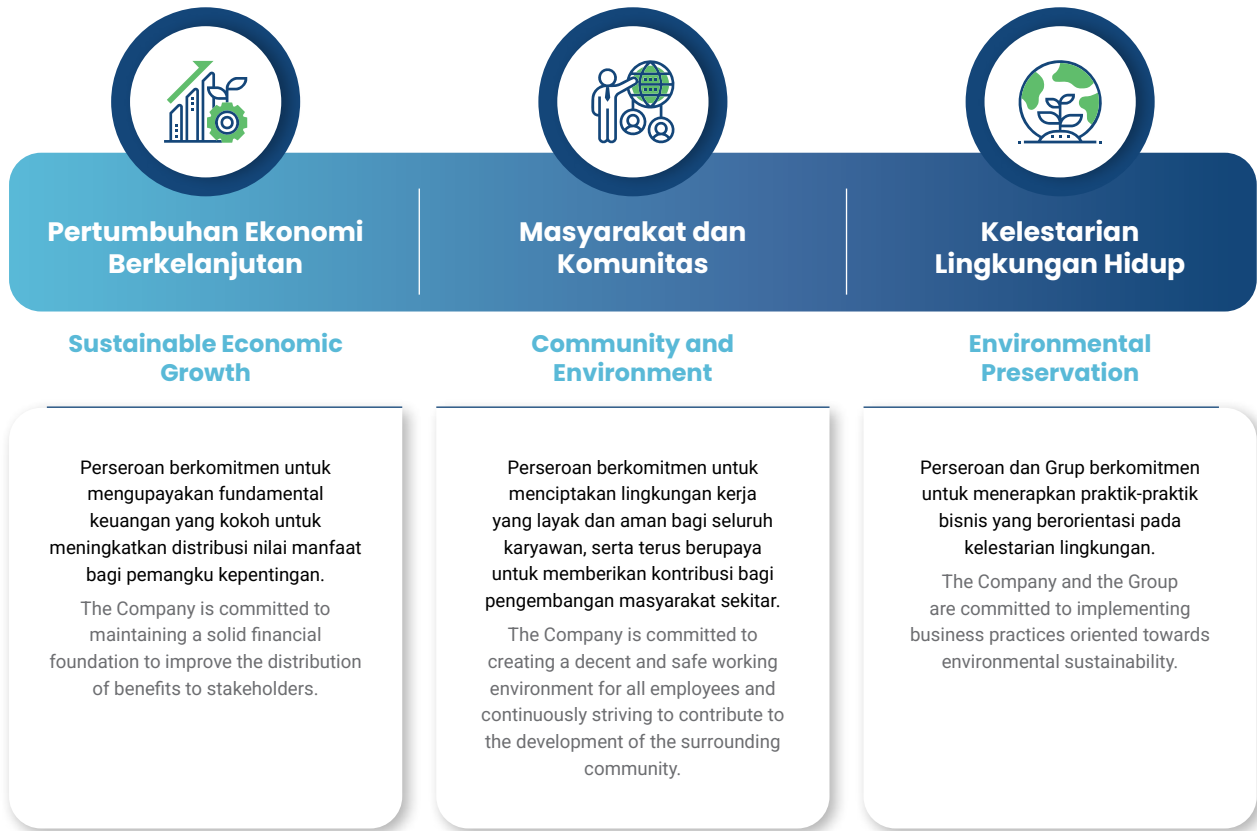 Pertumbuhan Ekonomi
Berkelanjutan
Sustainable Economic
Growth
Perseroan berkomitmen untuk
mengupayakan fundamental
keuangan yang kokoh untuk
meningkatkan distribusi nilai manfaat
bagi pemangku kepentingan.
The Company is committed to
maintaining a solid financial
foundation to improve the distribution
of benefits to stakeholders.
Masyarakat dan
Komunitas
Community and
Environment
Perseroan berkomitmen untuk
menciptakan lingkungan kerja
yang layak dan aman bagi seluruh
karyawan, serta terus berupaya
untuk memberikan kontribusi bagi
pengembangan masyarakat sekitar.
The Company is committed to
creating a decent and safe working
environment for all employees and
continuously striving to contribute to
the development of the surrounding
community.
Kelestarian
Lingkungan Hidup
Environmental
Preservation
Perseroan dan Grup berkomitmen
untuk menerapkan praktik-praktik
bisnis yang berorientasi pada
kelestarian lingkungan.
The Company and the Group
are committed to implementing
business practices oriented towards
environmental sustainability.